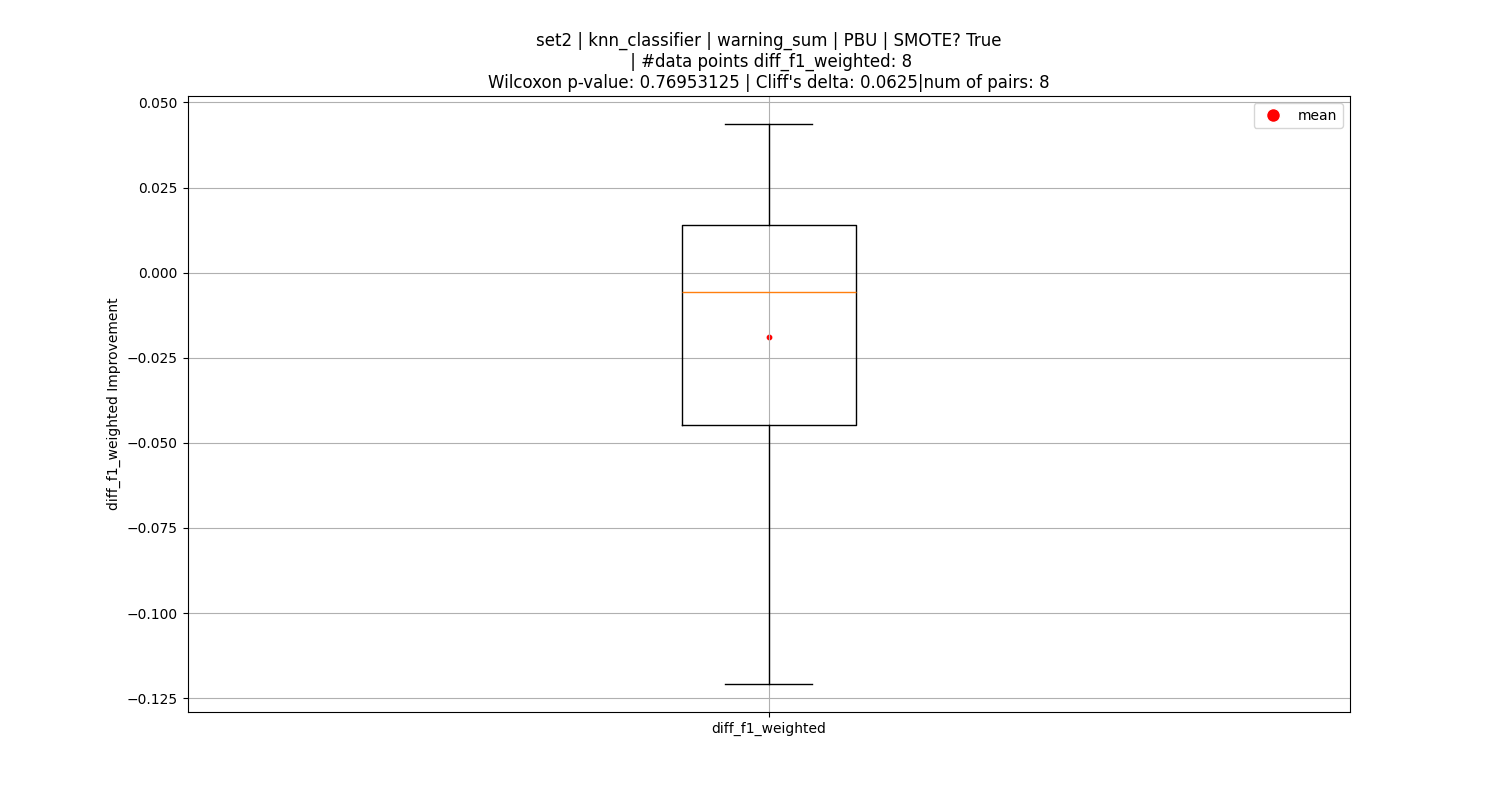 set2 | knn_classifier | warning_sum | PBU | SMOTE? True
| #data points diff_f1_weighted: 8
Wilcoxon p-value: 0.76953125 | Cliff's delta: 0.0625|num of pairs: 8
mean
0.050
0.025
0.000
−0.025
−0.050
−0.075
−0.100
−0.125
diff_f1_weighted Improvement
diff_f1_weighted